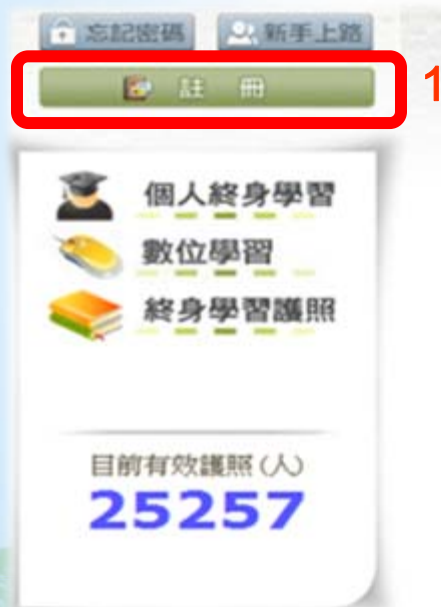 忘記密碼 新手上路
註 冊
1
個人終身學習
數位學習
終身學習護照
目前有效護照(人)
25257